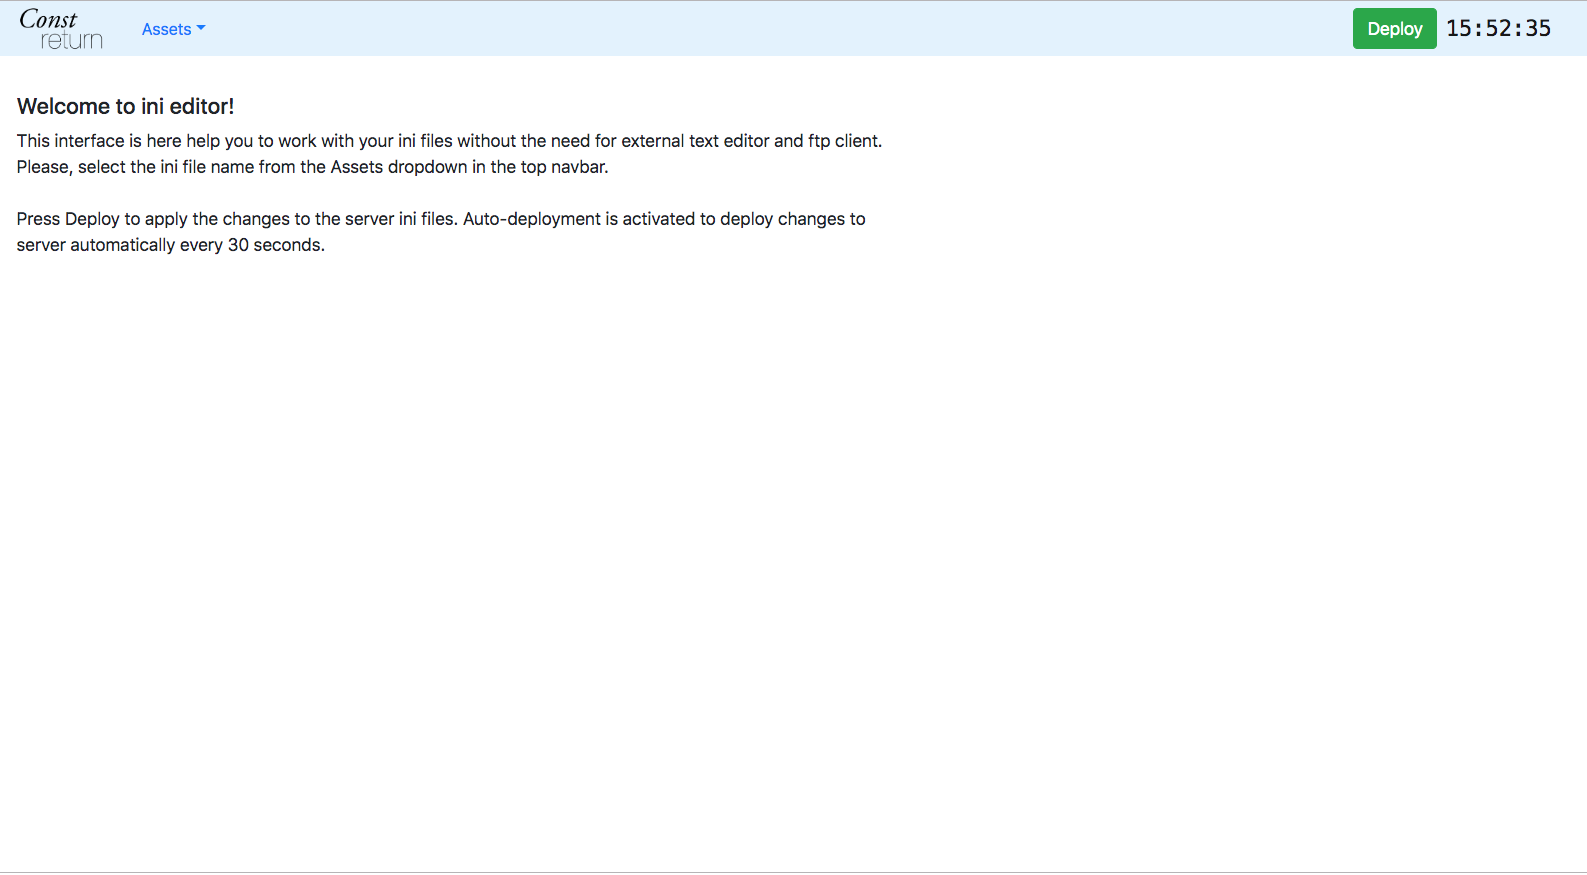 Const
return
Assets
Deploy
15:52:35
Welcome to ini editor!
This interface is here help you to work with your ini files without the need for external text editor and ftp client.
Please, select the ini file name from the Assets dropdown in the top navbar.
Press Deploy to apply the changes to the server ini files. Auto-deployment is activated to deploy changes to
server automatically every 30 seconds.